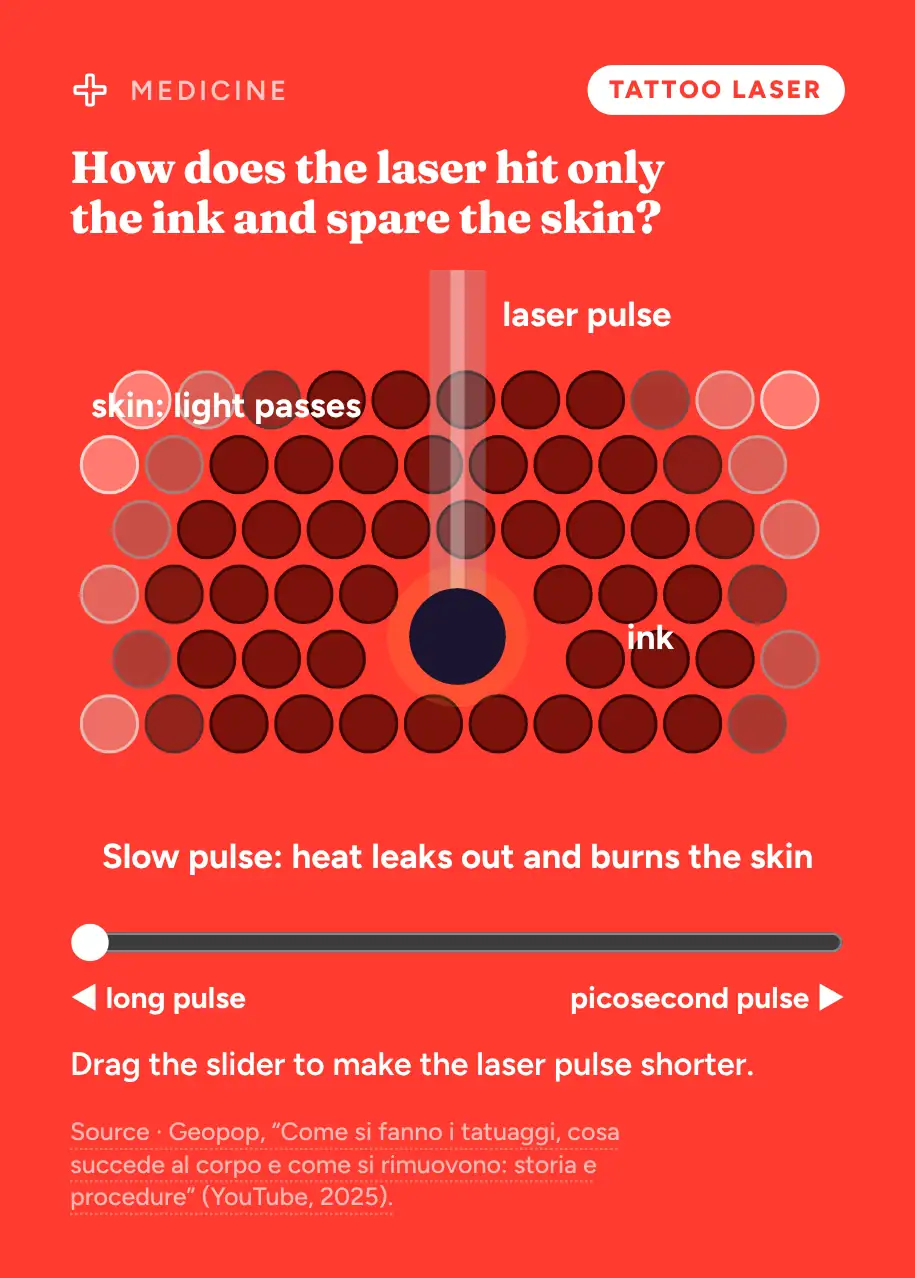 MEDICINE
TATTOO LASER
How does the laser hit only
the ink and spare the skin?
laser pulse
skin: light passes
ink
Slow pulse: heat leaks out and burns the skin
◀ long pulse
picosecond pulse ▶
Drag the slider to make the laser pulse shorter.
Source · Geopop, “Come si fanno i tatuaggi, cosa
succede al corpo e come si rimuovono: storia e
procedure” (YouTube, 2025).